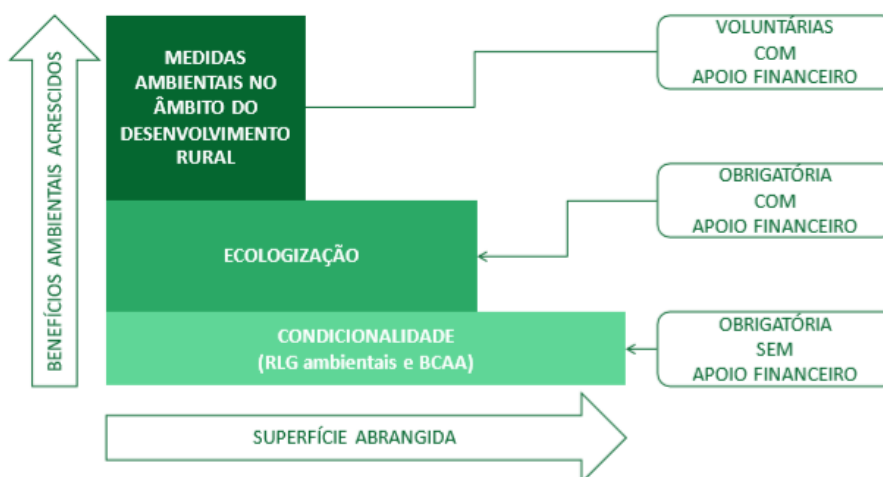 BENEFÍCIOS AMBIENTAIS ACRESCIDOS
MEDIDAS
AMBIENTAIS NO
ÂMBITO DO
DESENVOLVIMENTO
RURAL
VOLUNTÁRIAS
COM
APOIO FINANCEIRO
ECOLOGIZAÇÃO
OBRIGATÓRIA
COM
APOIO FINANCEIRO
CONDICIONALIDADE
(RLG ambientais e BCAA)
OBRIGATÓRIA
SEM
APOIO FINANCEIRO
SUPERFÍCIE ABRANGIDA